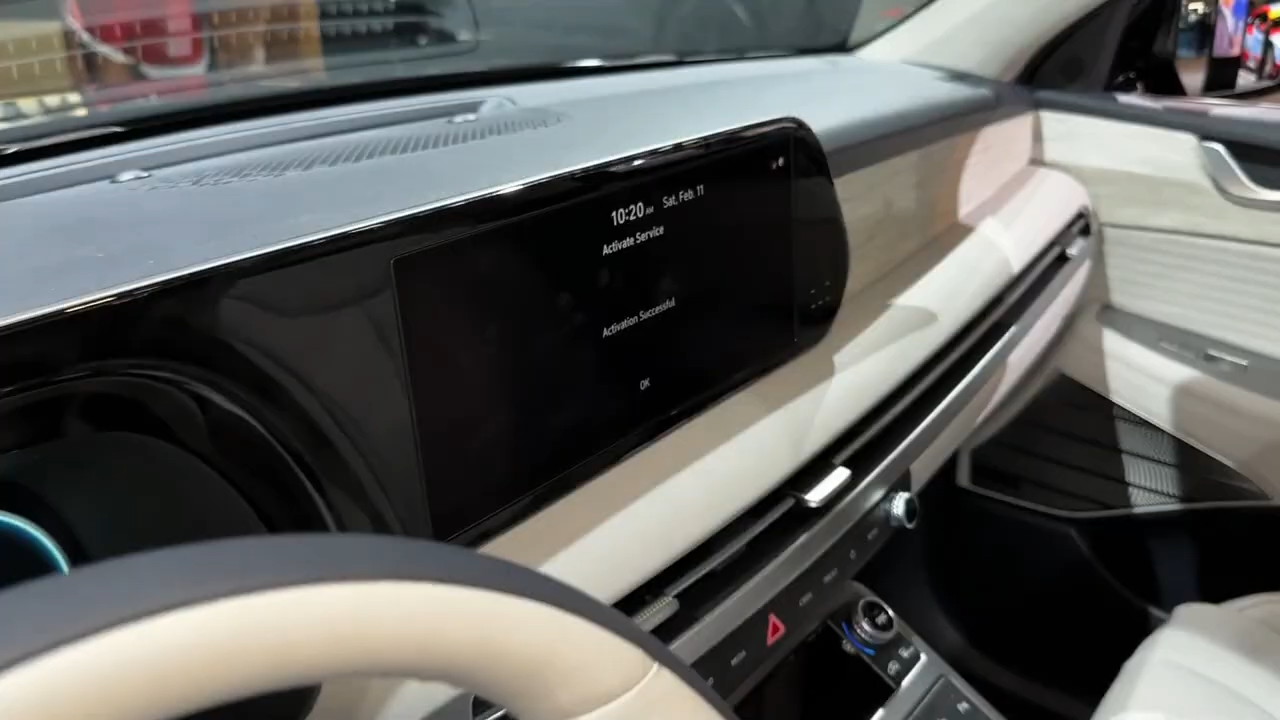 10:20 AM Sat, Feb. 11
Activate Service
Activation Successful
OK